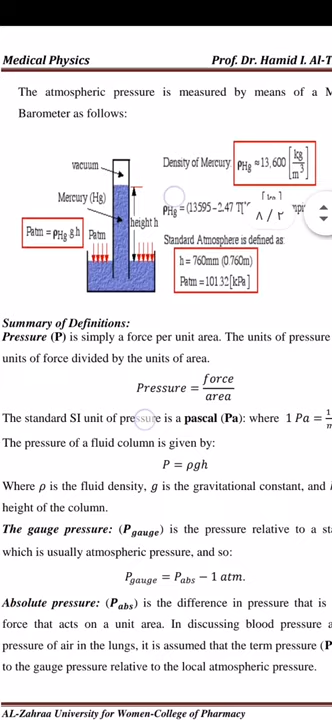 Medical Physics Prof. Dr. Hamid I. Al-T
The atmospheric pressure is measured by means of a M
Barometer as follows:
vacuum
Mercury (Hg)
height h
Patm = ρHg g.h
Patm
Density of Mercury: ρHg ≈ 13,600 [kg/m³]
ρHg = (13595 – 2.47 T[°
٨ / ٢
Standard Atmosphere is defined as:
h = 760mm (0.760m)
Patm = 101.32 [kPa]
Summary of Definitions:
Pressure (P) is simply a force per unit area. The units of pressure
units of force divided by the units of area.
Pressure = force / area
The standard SI unit of pressure is a pascal (Pa): where 1 Pa = 1
The pressure of a fluid column is given by:
P = ρgh
Where ρ is the fluid density, g is the gravitational constant, and
height of the column.
The gauge pressure: (Pgauge) is the pressure relative to a sta
which is usually atmospheric pressure, and so:
Pgauge = Pabs − 1 atm.
Absolute pressure: (Pabs) is the difference in pressure that is
force that acts on a unit area. In discussing blood pressure a
pressure of air in the lungs, it is assumed that the term pressure (P
to the gauge pressure relative to the local atmospheric pressure.
AL-Zahraa University for Women-College of Pharmacy